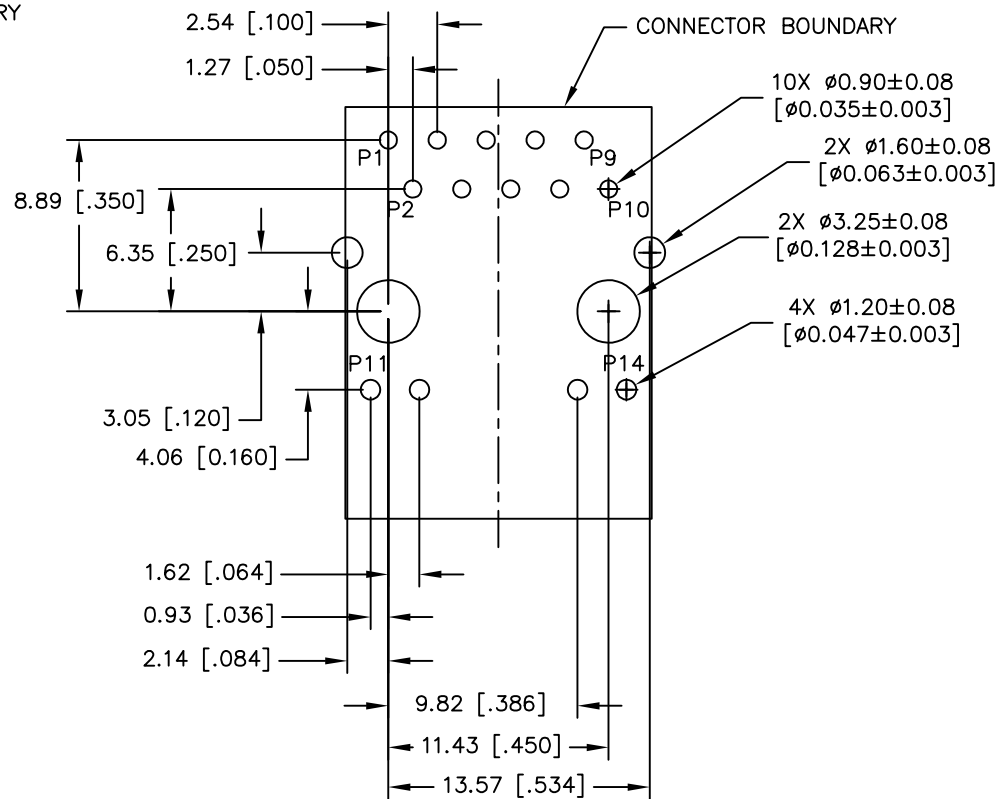 RY
2.54 [.100]
CONNECTOR BOUNDARY
1.27 [.050]
10X ø0.90±0.08
[ø0.035±0.003]
P1
P9
2X ø1.60±0.08
[ø0.063±0.003]
8.89 [.350]
P2
P10
2X ø3.25±0.08
[ø0.128±0.003]
6.35 [.250]
4X ø1.20±0.08
[ø0.047±0.003]
P11
P14
3.05 [.120]
4.06 [0.160]
1.62 [.064]
0.93 [.036]
2.14 [.084]
9.82 [.386]
11.43 [.450]
13.57 [.534]